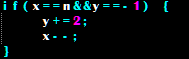 if(x==n&&y==-1) {
y+=2;
x--;
}